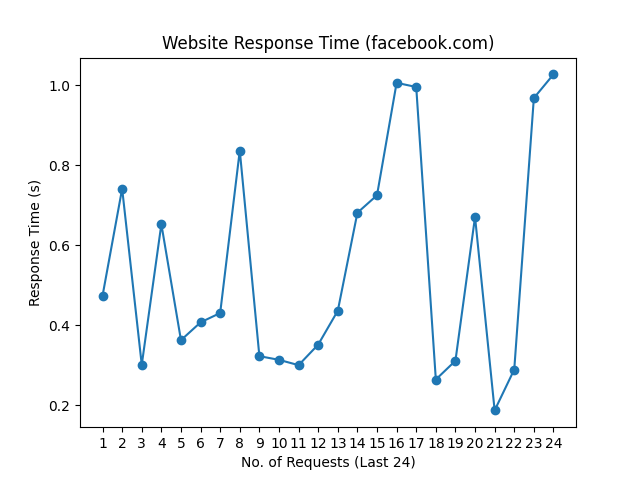 Website Response Time (facebook.com)
Response Time (s)
1.0
0.8
0.6
0.4
0.2
1 2 3 4 5 6 7 8 9 10 11 12 13 14 15 16 17 18 19 20 21 22 23 24
No. of Requests (Last 24)